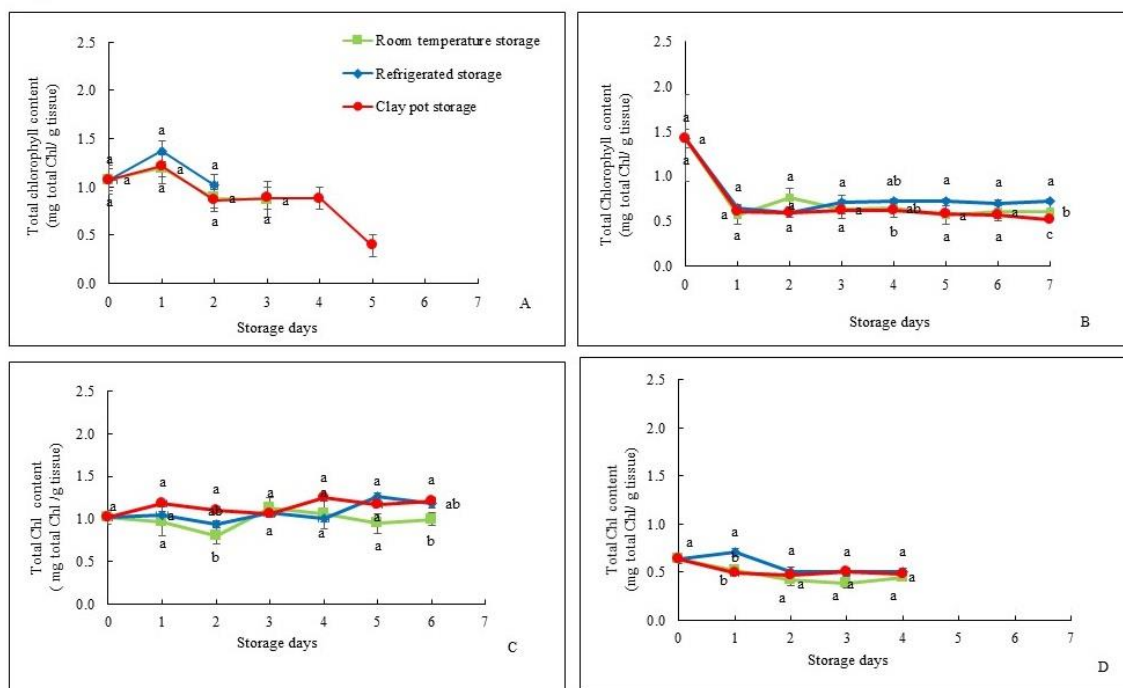 Total chlorophyll content
(mg total Chl/ g tissue)
2.5
2.0
1.5
1.0
0.5
0.0
Room temperature storage
Refrigerated storage
Clay pot storage
a
a a
a a a a
a a a
0 1 2 3 4 5 6 7
Storage days
A
Total Chlorophyll content
(mg total Chl/ g tissue)
2.5
2.0
1.5
1.0
0.5
0.0
a
a
a
a a a ab a a a
a a a ab a a b
a a a b a a c
0 1 2 3 4 5 6 7
Storage days
B
Total Chl content
( mg total Chl /g tissue)
2.5
2.0
1.5
1.0
0.5
0.0
a a a a a a
a a ab a ab
a b a a a b
0 1 2 3 4 5 6 7
Storage days
C
Total Chl content
(mg total Chl/ g tissue)
2.5
2.0
1.5
1.0
0.5
0.0
a a a a a
b
b a a a
a a a
0 1 2 3 4 5 6 7
Storage days
D